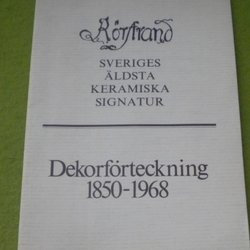 Rörstrand
SVERIGES
ÄLDSTA
KERAMISKA
SIGNATUR
Dekorförteckning
1850-1968